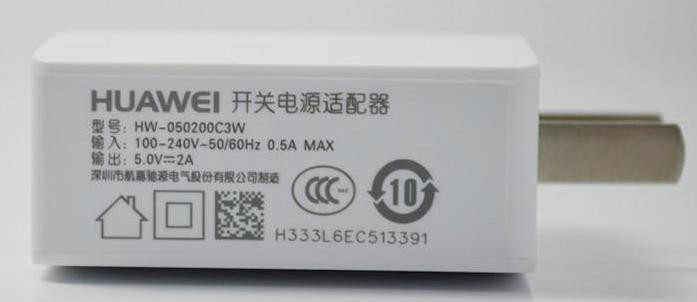 HUAWEI 开关电源适配器
型号: HW-050200C3W
输入: 100-240V~50/60Hz 0.5A MAX
输出: 5.0V⎓2A
深圳市航嘉驰源电气股份有限公司制造
CCC
10
H333L6EC513391